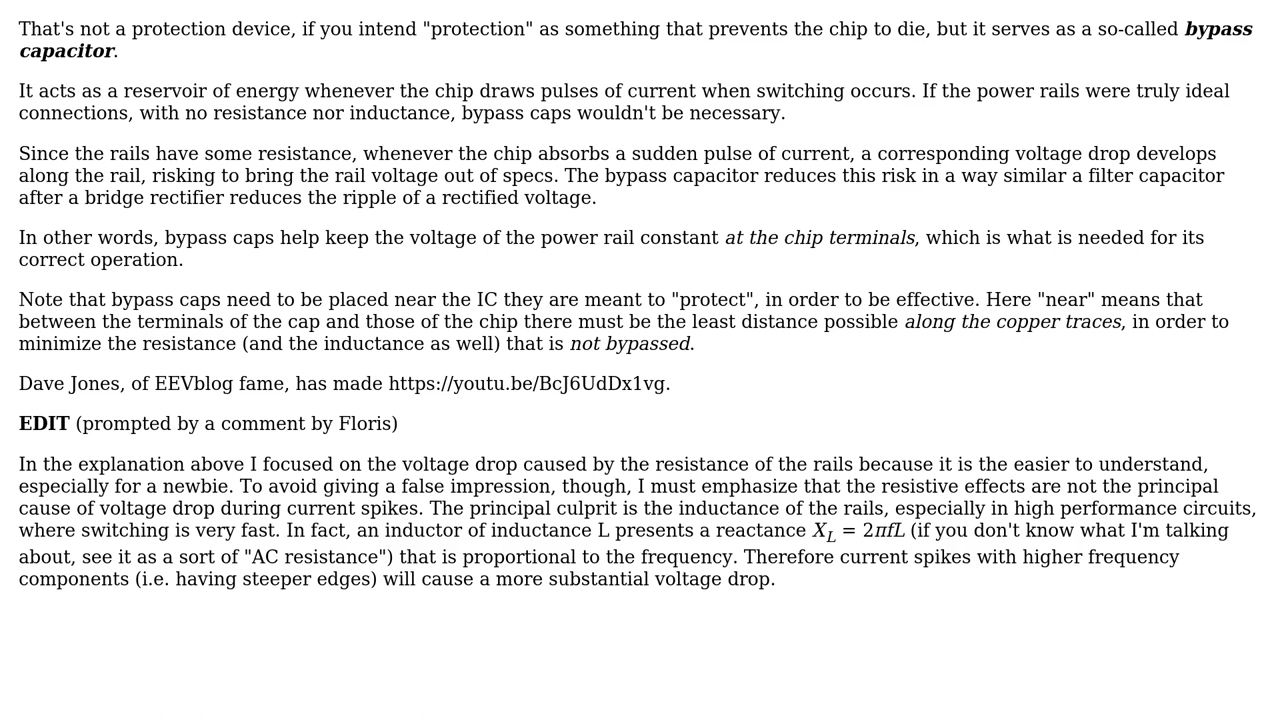 That's not a protection device, if you intend "protection" as something that prevents the chip to die, but it serves as a so-called bypass
capacitor.
It acts as a reservoir of energy whenever the chip draws pulses of current when switching occurs. If the power rails were truly ideal
connections, with no resistance nor inductance, bypass caps wouldn't be necessary.
Since the rails have some resistance, whenever the chip absorbs a sudden pulse of current, a corresponding voltage drop develops
along the rail, risking to bring the rail voltage out of specs. The bypass capacitor reduces this risk in a way similar a filter capacitor
after a bridge rectifier reduces the ripple of a rectified voltage.
In other words, bypass caps help keep the voltage of the power rail constant at the chip terminals, which is what is needed for its
correct operation.
Note that bypass caps need to be placed near the IC they are meant to "protect", in order to be effective. Here "near" means that
between the terminals of the cap and those of the chip there must be the least distance possible along the copper traces, in order to
minimize the resistance (and the inductance as well) that is not bypassed.
Dave Jones, of EEVblog fame, has made https://youtu.be/BcJ6UdDx1vg.
EDIT (prompted by a comment by Floris)
In the explanation above I focused on the voltage drop caused by the resistance of the rails because it is the easier to understand,
especially for a newbie. To avoid giving a false impression, though, I must emphasize that the resistive effects are not the principal
cause of voltage drop during current spikes. The principal culprit is the inductance of the rails, especially in high performance circuits,
where switching is very fast. In fact, an inductor of inductance L presents a reactance X_L = 2πfL (if you don't know what I'm talking
about, see it as a sort of "AC resistance") that is proportional to the frequency. Therefore current spikes with higher frequency
components (i.e. having steeper edges) will cause a more substantial voltage drop.